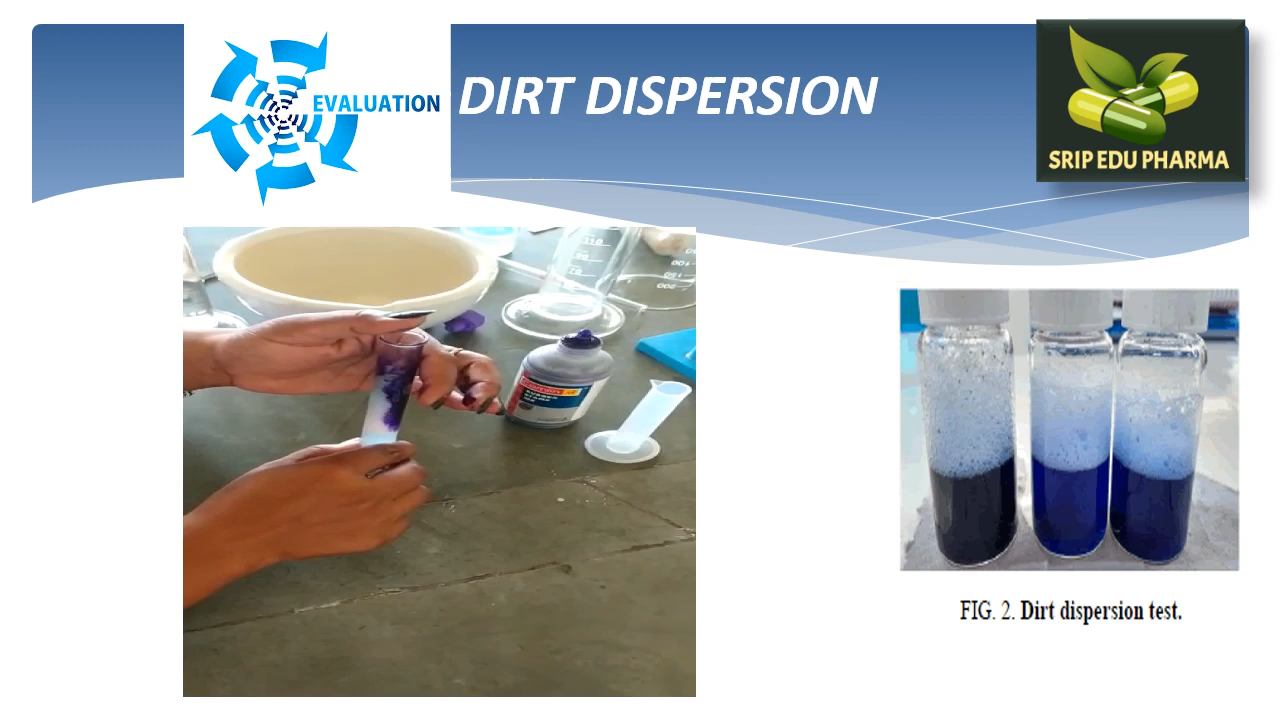 EVALUATION
DIRT DISPERSION
SRIP EDU PHARMA
FIG. 2. Dirt dispersion test.